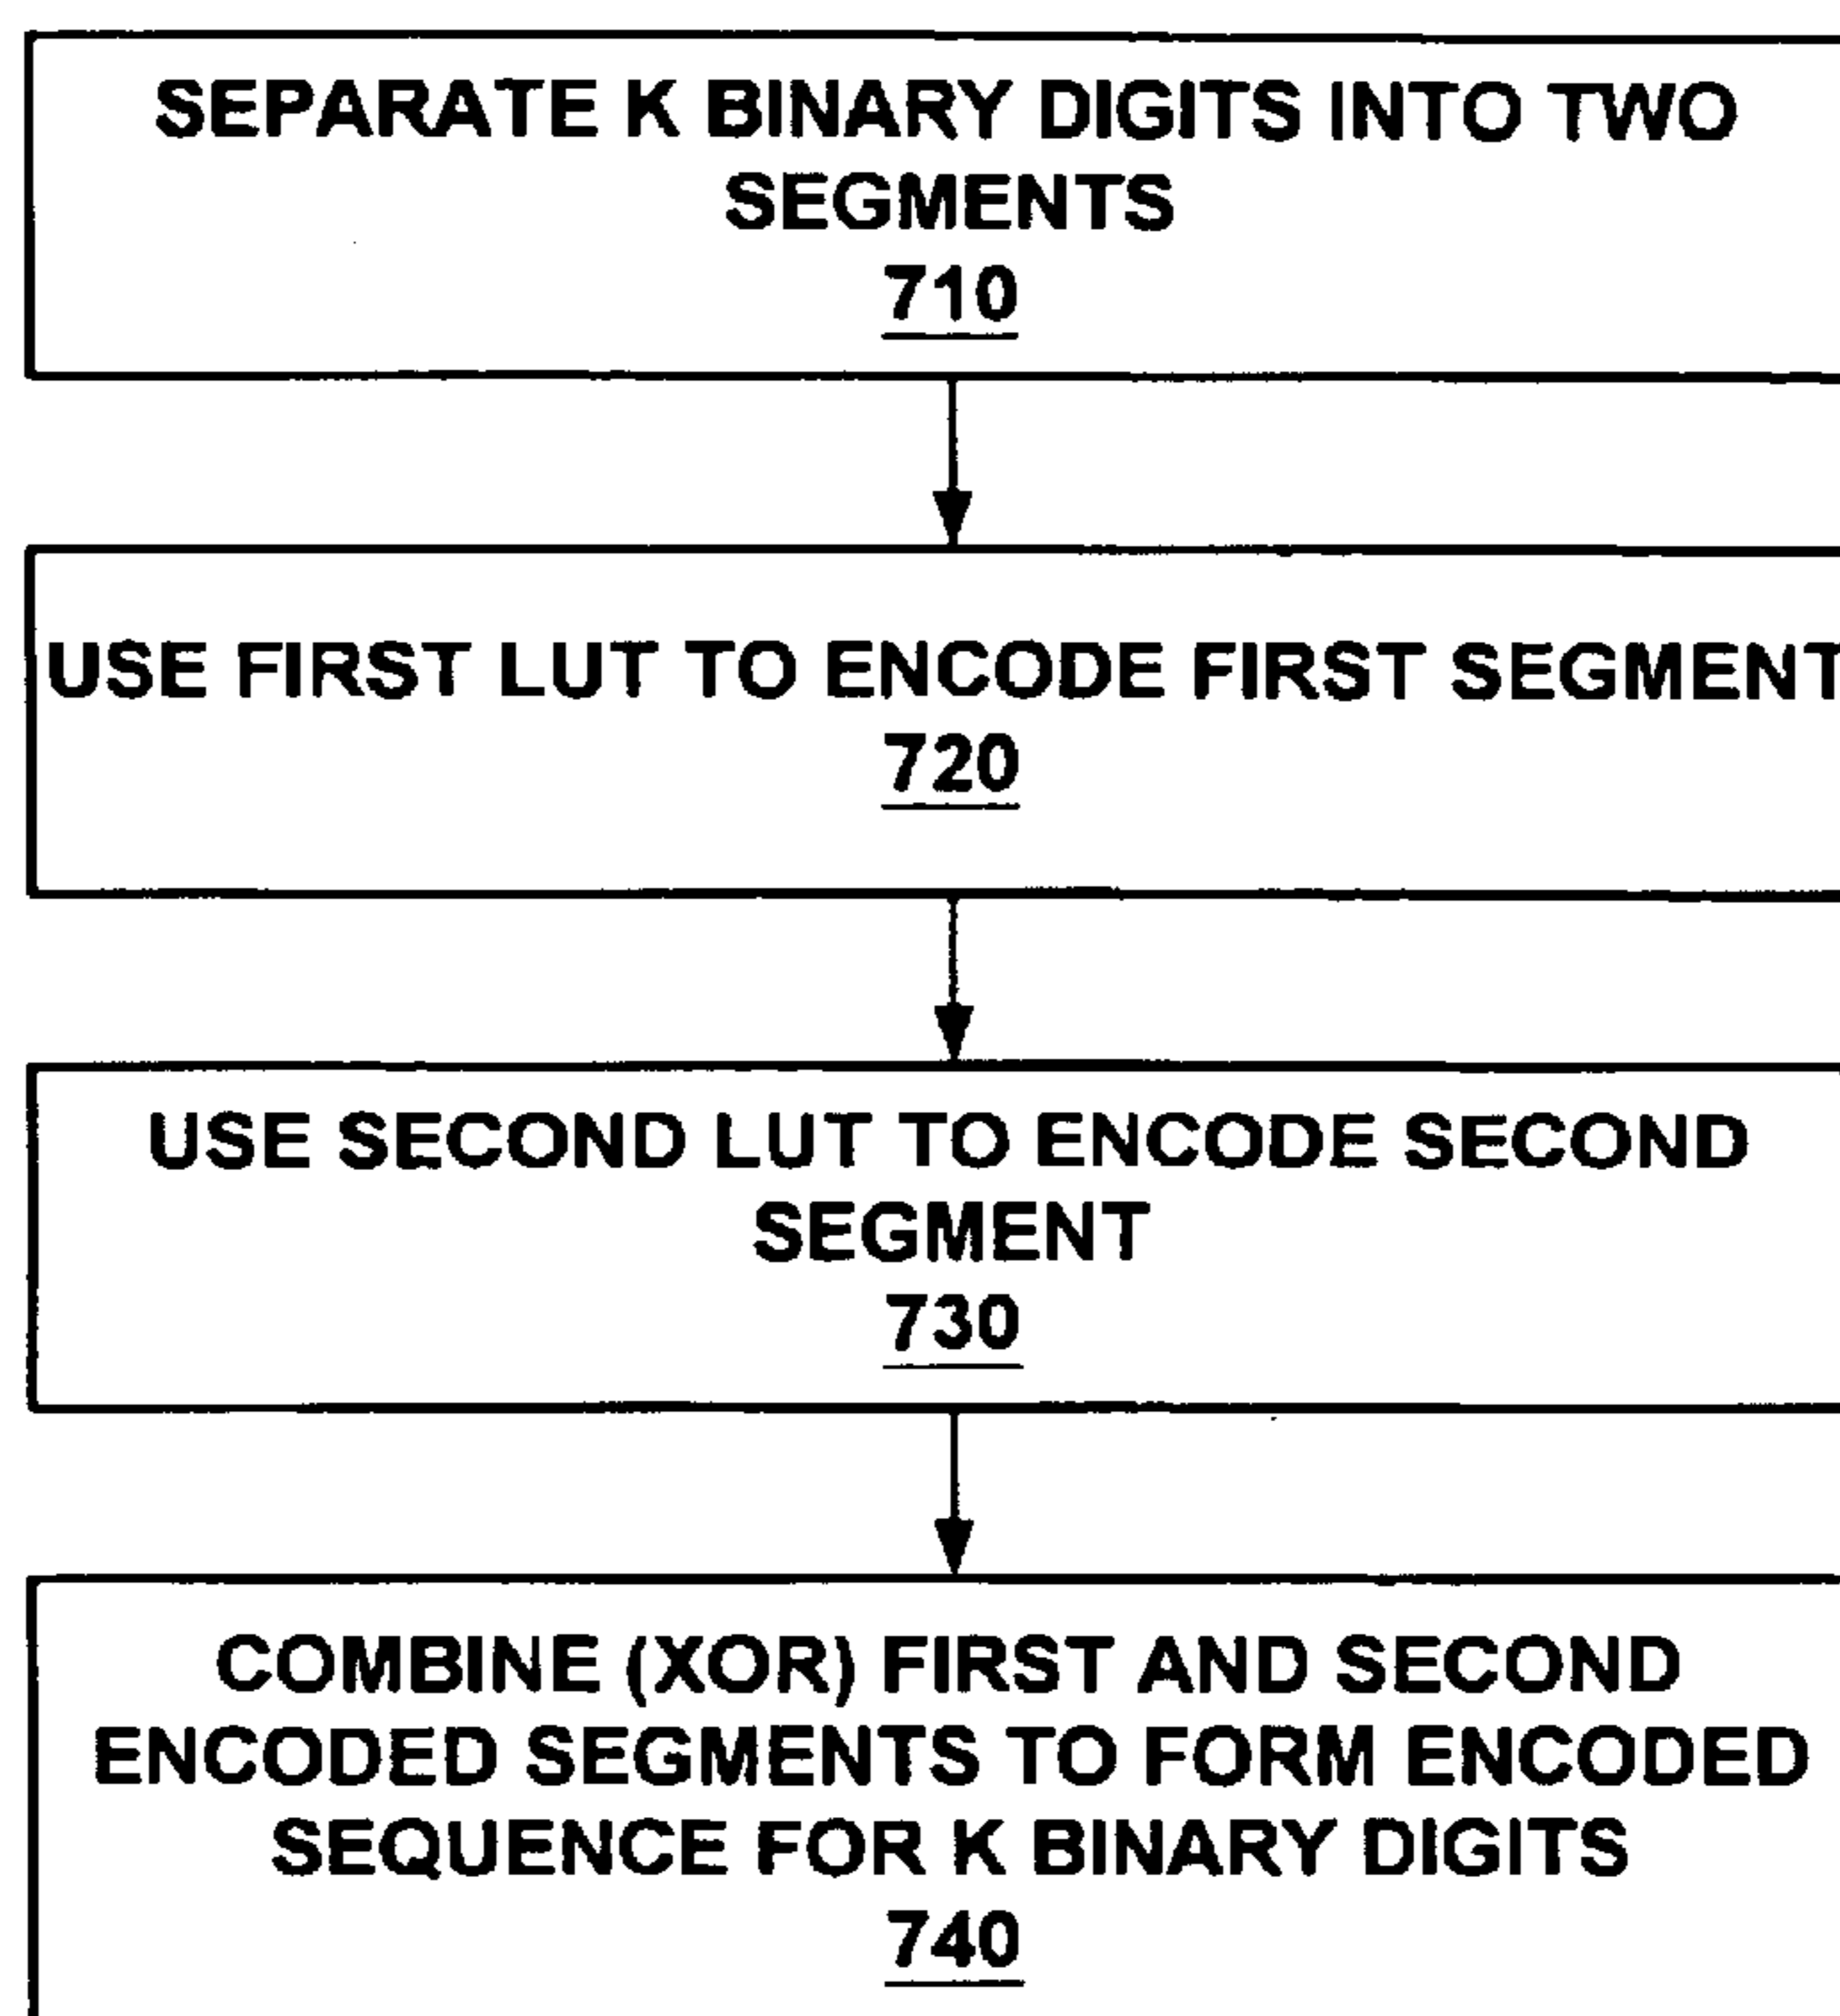 SEPARATE K BINARY DIGITS INTO TWO
SEGMENTS
710
USE FIRST LUT TO ENCODE FIRST SEGMENT
720
USE SECOND LUT TO ENCODE SECOND
SEGMENT
730
COMBINE (XOR) FIRST AND SECOND
ENCODED SEGMENTS TO FORM ENCODED
SEQUENCE FOR K BINARY DIGITS
740